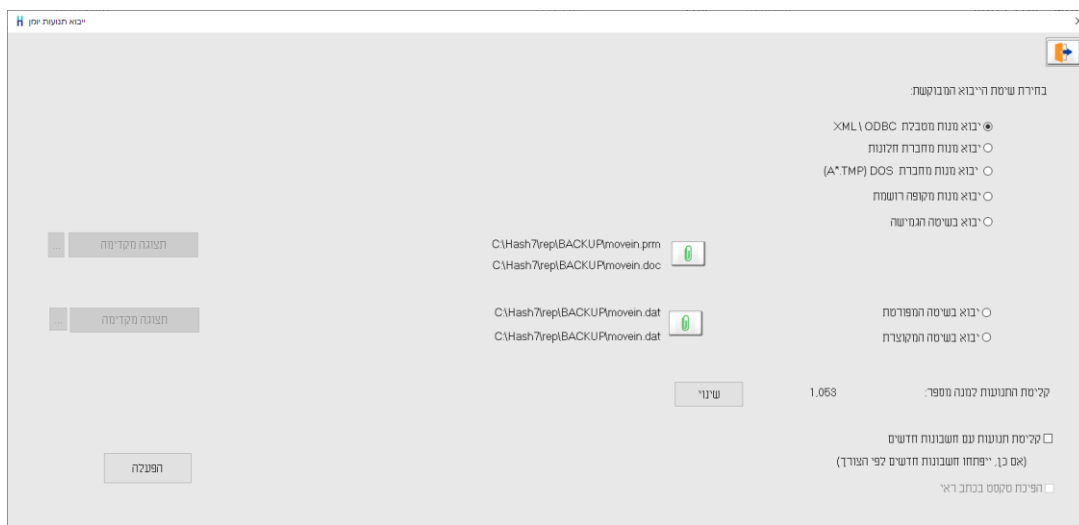 ייבוא תנועות יומן
בחירת שיטת הייבוא המבוקשת:
יבוא מנות מטבלת XML \ ODBC
יבוא מנות מחברת חלונות
יבוא מנות מחברת DOS (A*.TMP)
יבוא מנות מקופה רושמת
יבוא בשיטה הגמישה
C:\Hash7\rep\BACKUP\movein.prm
תצוגה מקדימה ...
C:\Hash7\rep\BACKUP\movein.doc
יבוא בשיטה המפורטת
C:\Hash7\rep\BACKUP\movein.dat
תצוגה מקדימה ...
יבוא בשיטה המקוצרת
C:\Hash7\rep\BACKUP\movein.dat
קליטת התנועות למנה מספר: 1,053 שינוי
קליטת תנועות עם חשבונות חדשים
(אם כן, ייפתחו חשבונות חדשים לפי הצורך)
הפעלה
הפיכת טקסט בכתב ראי